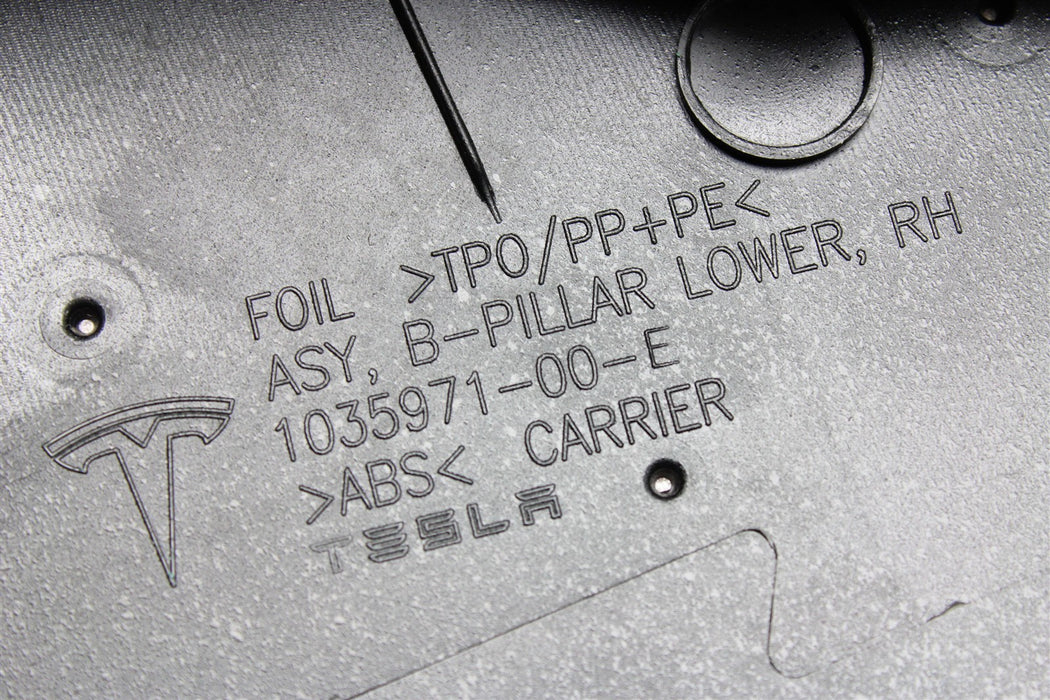 FOIL >TPO/PP+PE<
ASY, B-PILLAR LOWER, RH
1035971-00-E
>ABS< CARRIER
TESLA